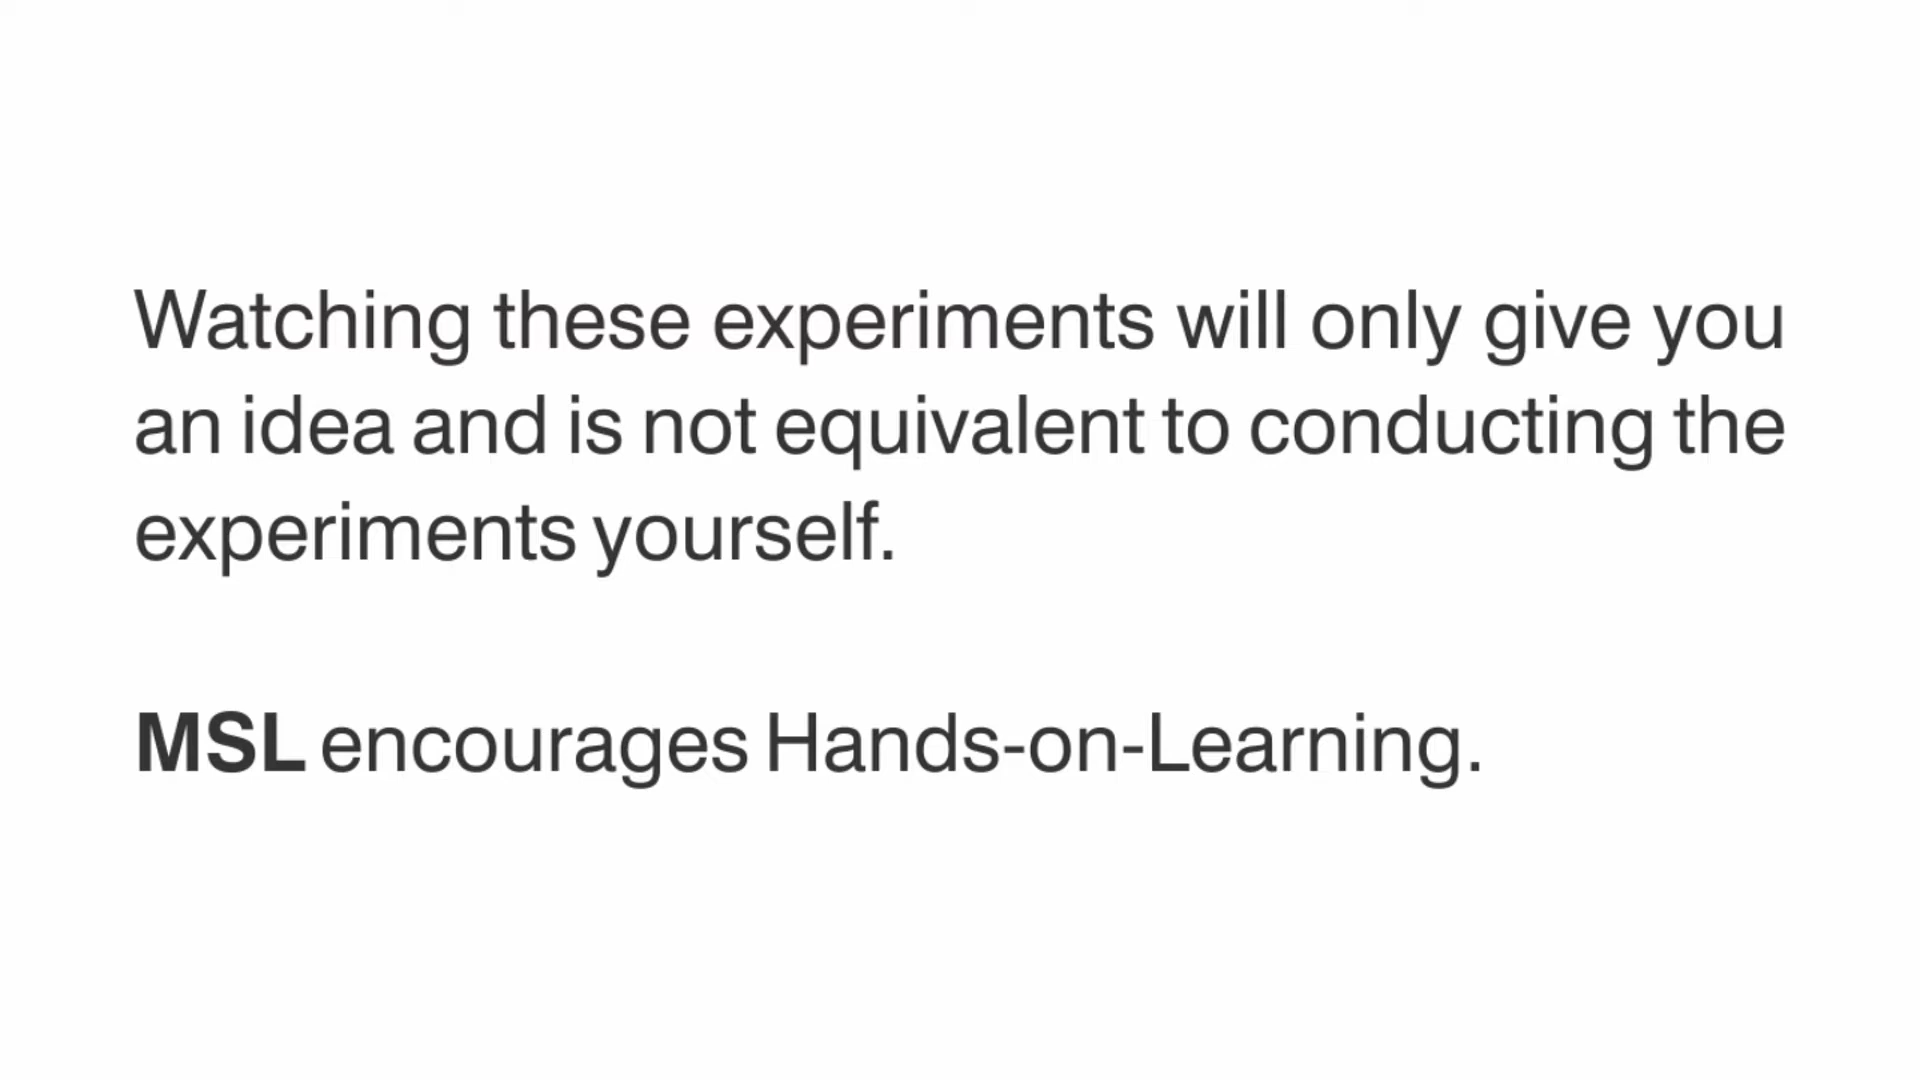 Watching these experiments will only give you
an idea and is not equivalent to conducting the
experiments yourself.
MSL encourages Hands-on-Learning.